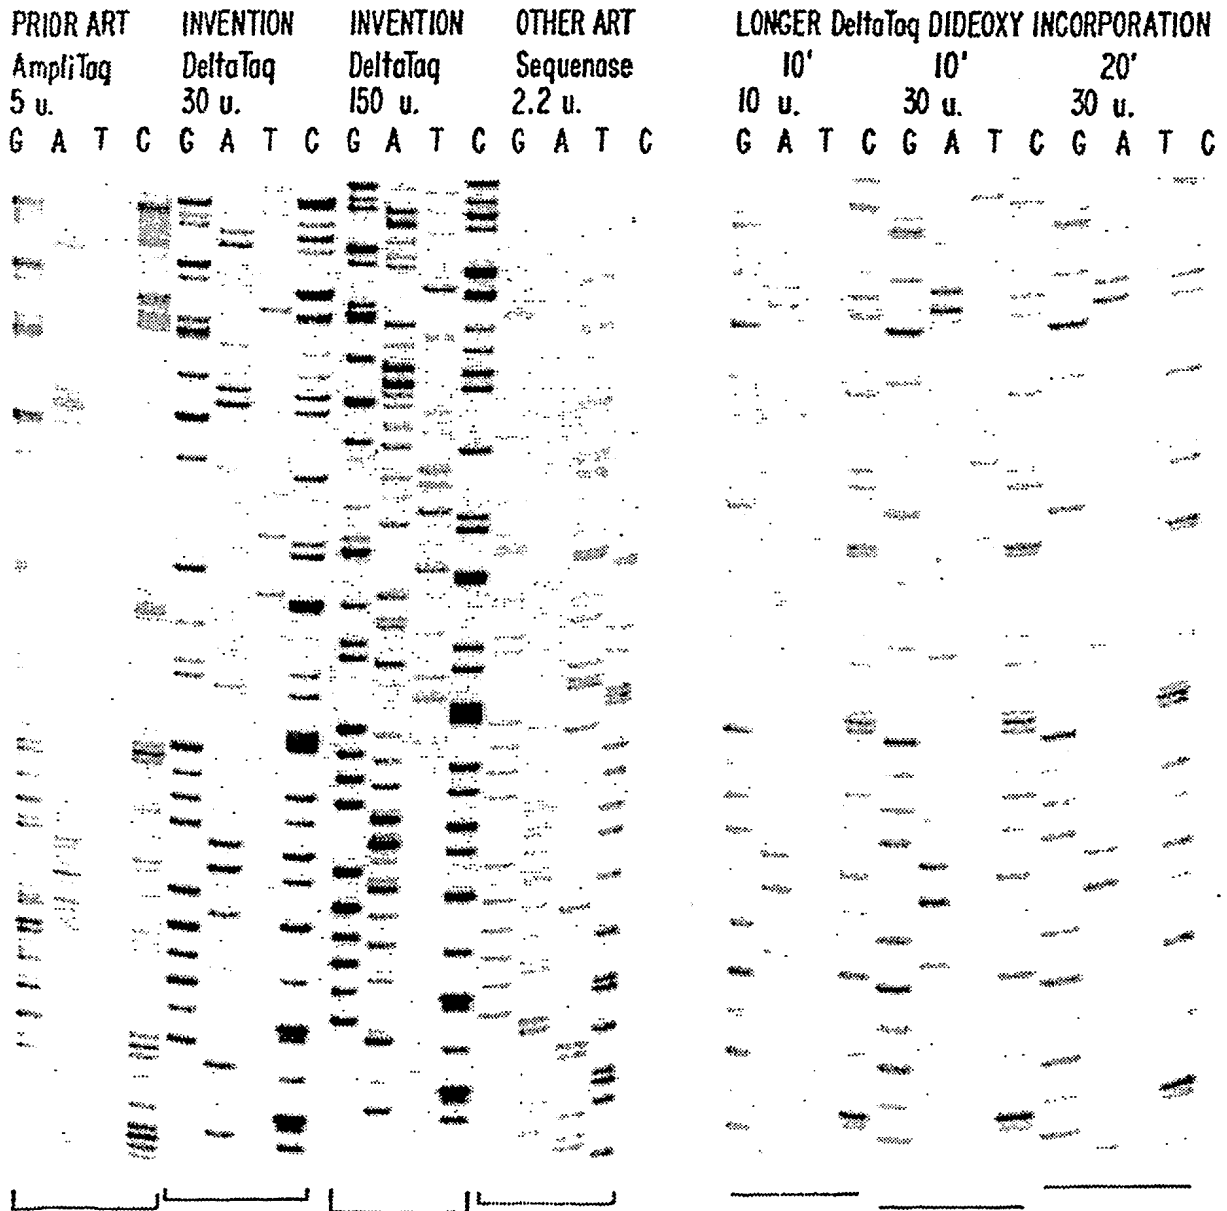 PRIOR ART INVENTION INVENTION OTHER ART LONGER DeltaTaq DIDEOXY INCORPORATION
AmpliTaq DeltaTaq DeltaTaq Sequenase 10' 10' 20'
5 u. 30 u. 150 u. 2.2 u. 10 u. 30 u. 30 u.
G A T C G A T C G A T C G A T C G A T C G A T C G A T C